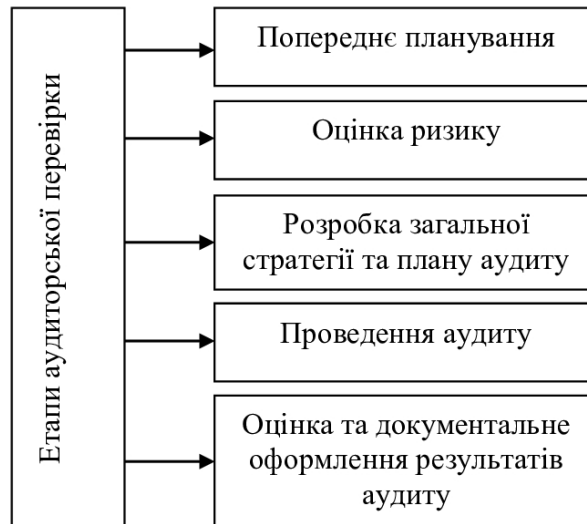 Етапи аудиторської перевірки
Попереднє планування
Оцінка ризику
Розробка загальної
стратегії та плану аудиту
Проведення аудиту
Оцінка та документальне
оформлення результатів
аудиту